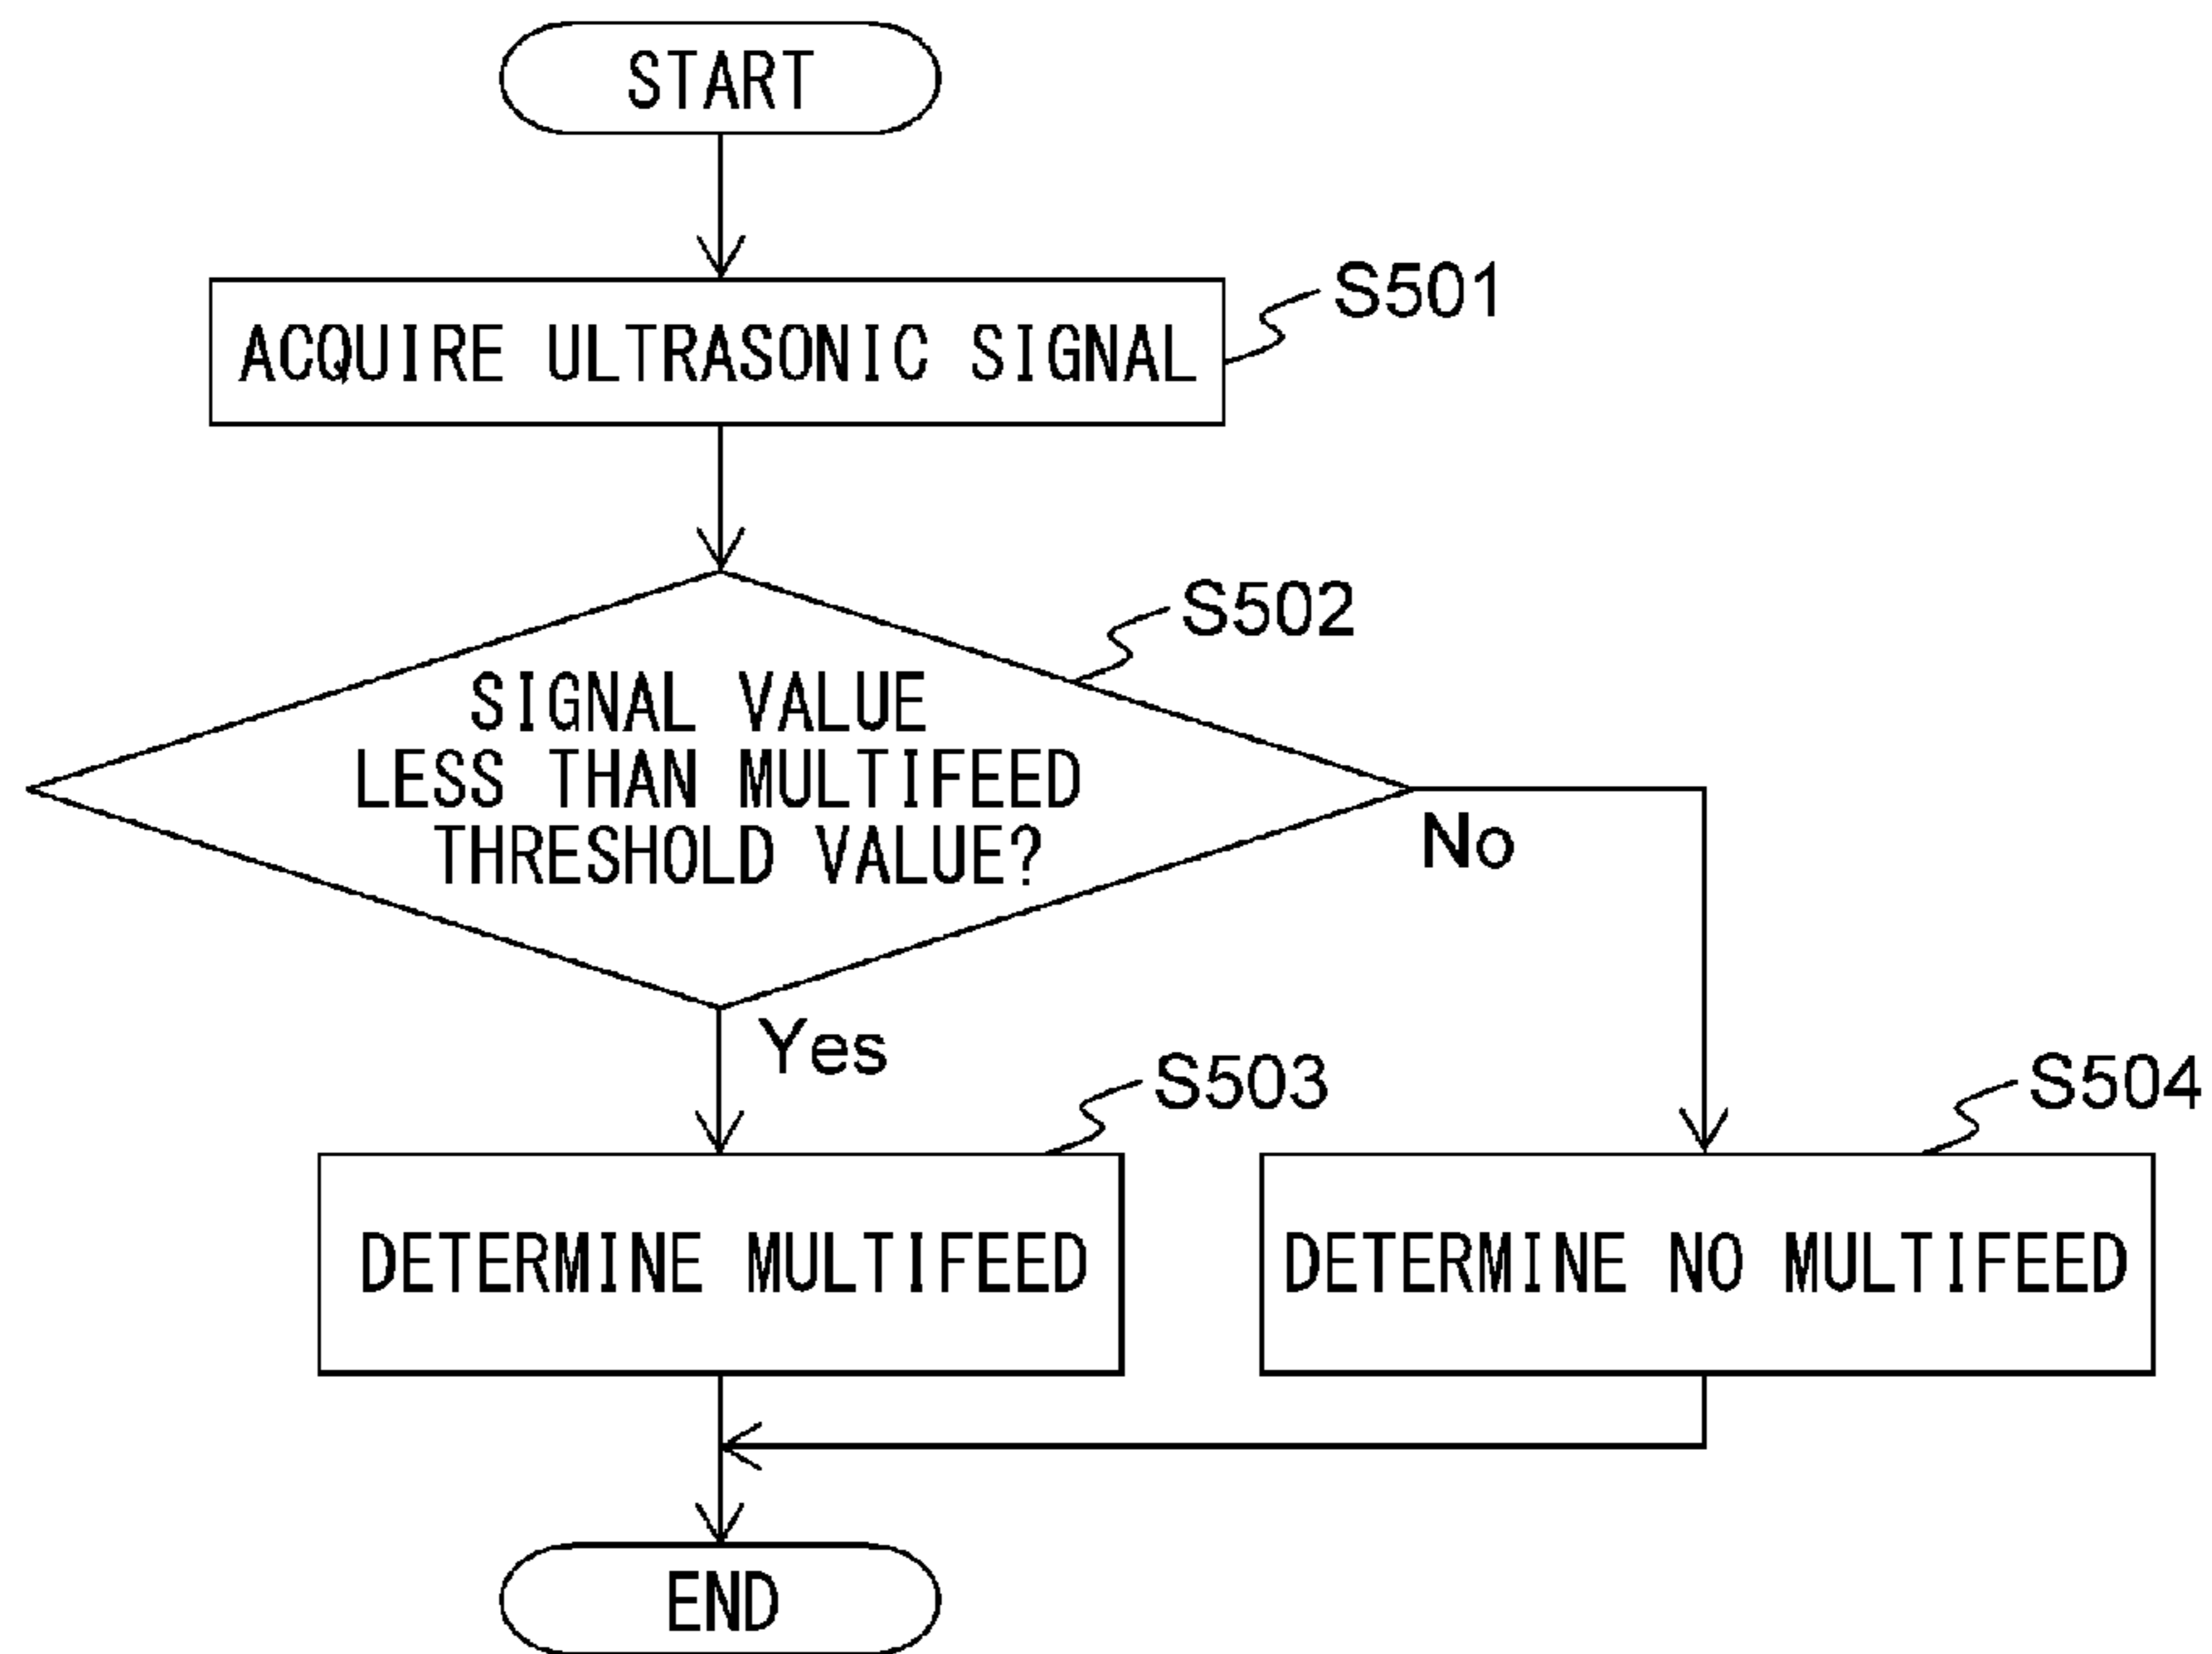 START
ACQUIRE ULTRASONIC SIGNAL
S501
S502
SIGNAL VALUE
LESS THAN MULTIFEED
THRESHOLD VALUE?
No
Yes
S503
S504
DETERMINE MULTIFEED
DETERMINE NO MULTIFEED
END